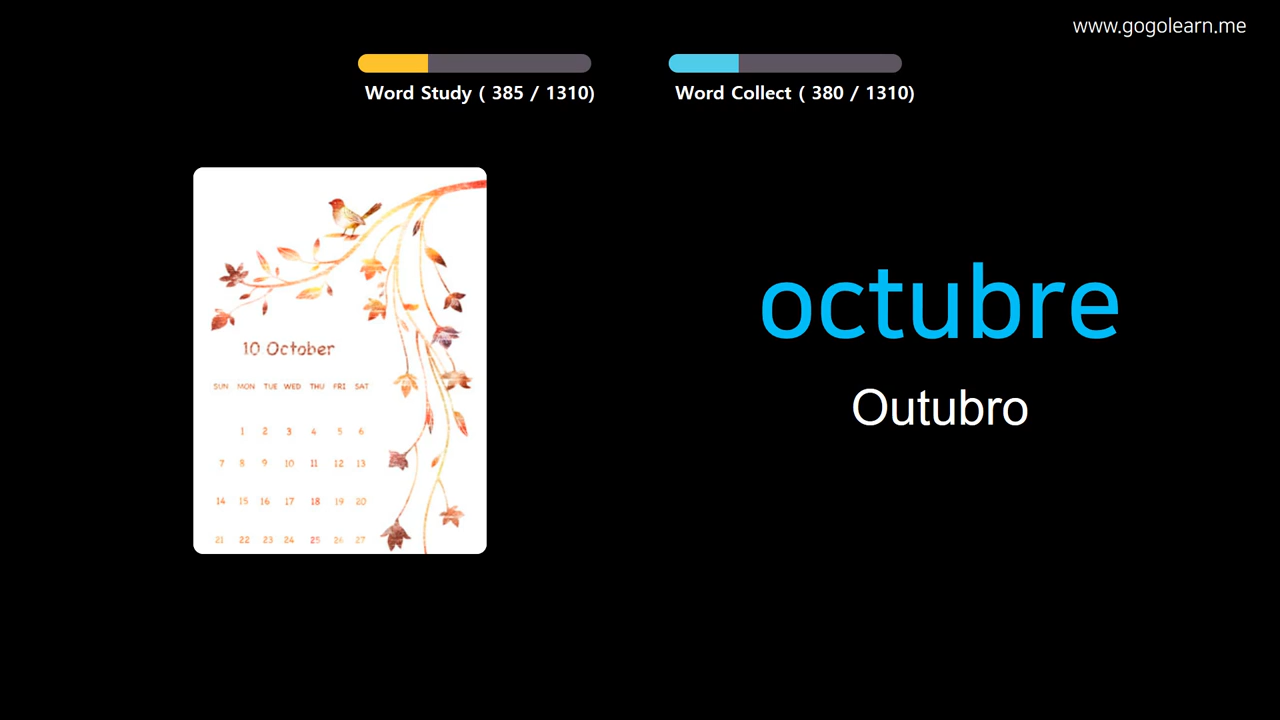 www.gogolearn.me
Word Study ( 385 / 1310)
Word Collect ( 380 / 1310)
10 October
SUN MON TUE WED THU FRI SAT
1 2 3 4 5 6
7 8 9 10 11 12 13
14 15 16 17 18 19 20
21 22 23 24 25 26 27
octubre
Outubro